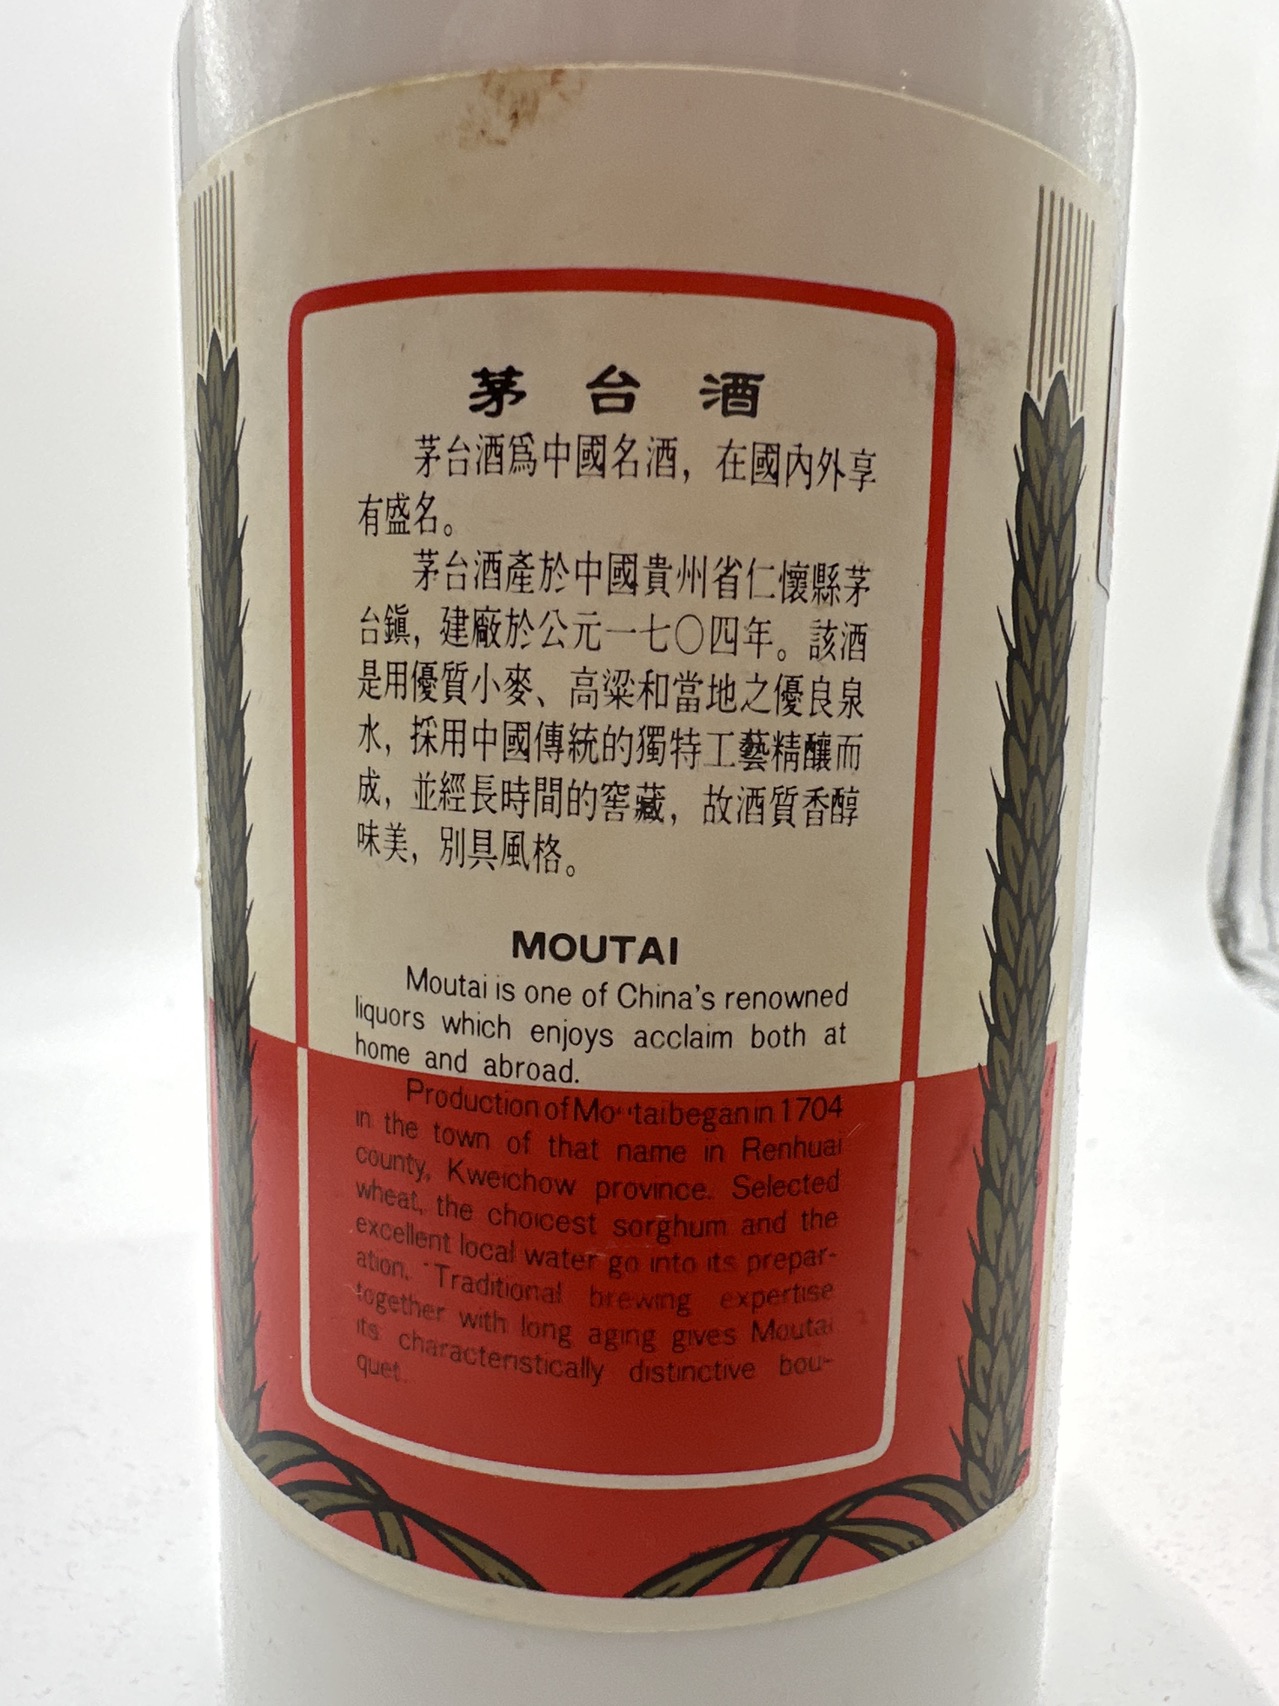 茅台酒
茅台酒爲中國名酒，在國內外享
有盛名。
茅台酒產於中國貴州省仁懷縣茅
台鎭，建廠於公元一七〇四年。該酒
是用優質小麥、高粱和當地之優良泉
水，採用中國傳統的獨特工藝精釀而
成，並經長時間的窖藏，故酒質香醇
味美，別具風格。
MOUTAI
Moutai is one of China's renowned
liquors which enjoys acclaim both at
home and abroad.
Production of Moutai began in 1704
in the town of that name in Renhuai
county, Kweichow province. Selected
wheat, the choicest sorghum and the
excellent local water go into its prepar-
ation. Traditional brewing expertise
together with long aging gives Moutai
its characteristically distinctive bou-
quet.